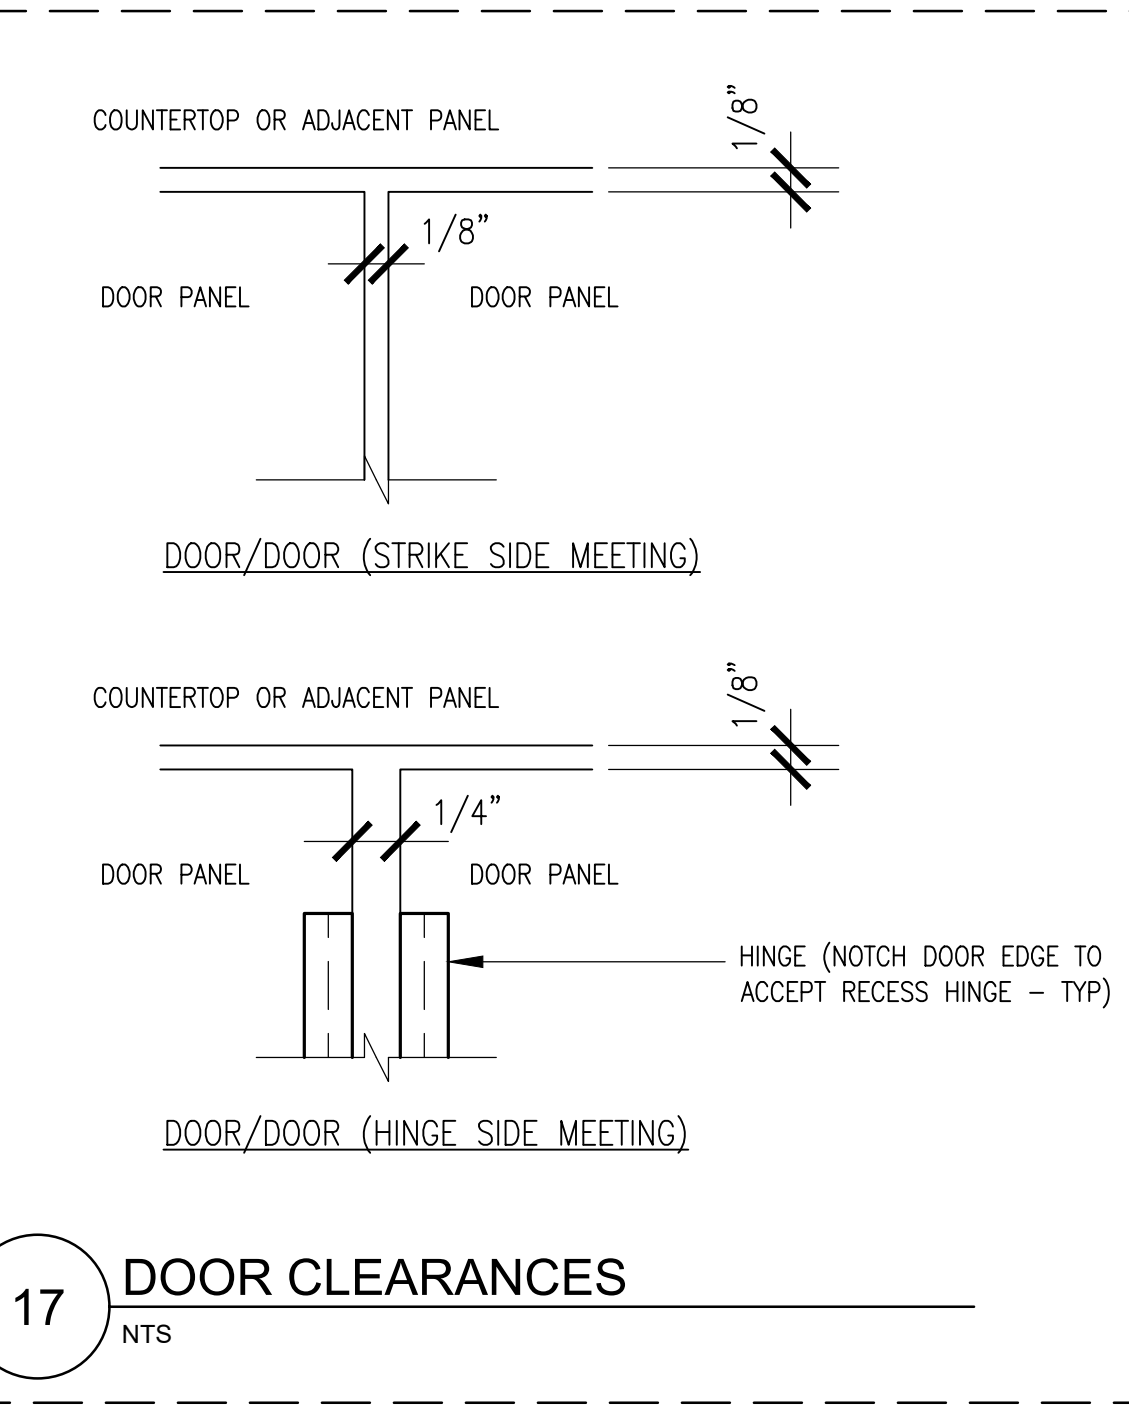 COUNTERTOP OR ADJACENT PANEL
1/8"
1/8"
DOOR PANEL
DOOR PANEL
DOOR/DOOR (STRIKE SIDE MEETING)
COUNTERTOP OR ADJACENT PANEL
1/8"
1/4"
DOOR PANEL
DOOR PANEL
HINGE (NOTCH DOOR EDGE TO
ACCEPT RECESS HINGE – TYP)
DOOR/DOOR (HINGE SIDE MEETING)
17
DOOR CLEARANCES
NTS